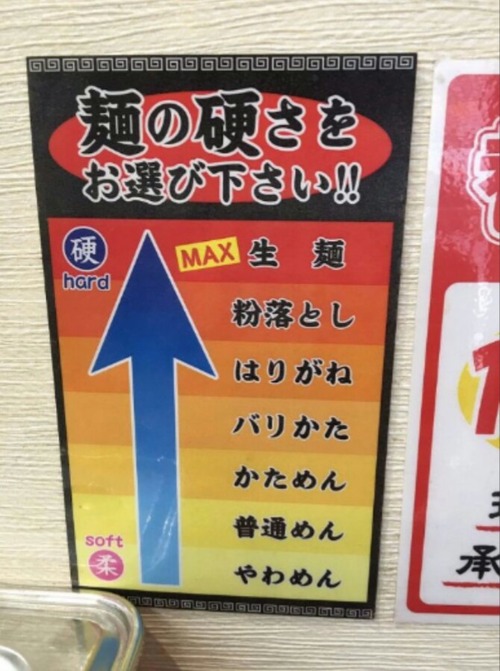 麺の硬さを
お選び下さい!!
硬
hard
MAX 生 麺
粉落とし
はりがね
バリかた
かためん
普通めん
soft
柔
やわめん
承